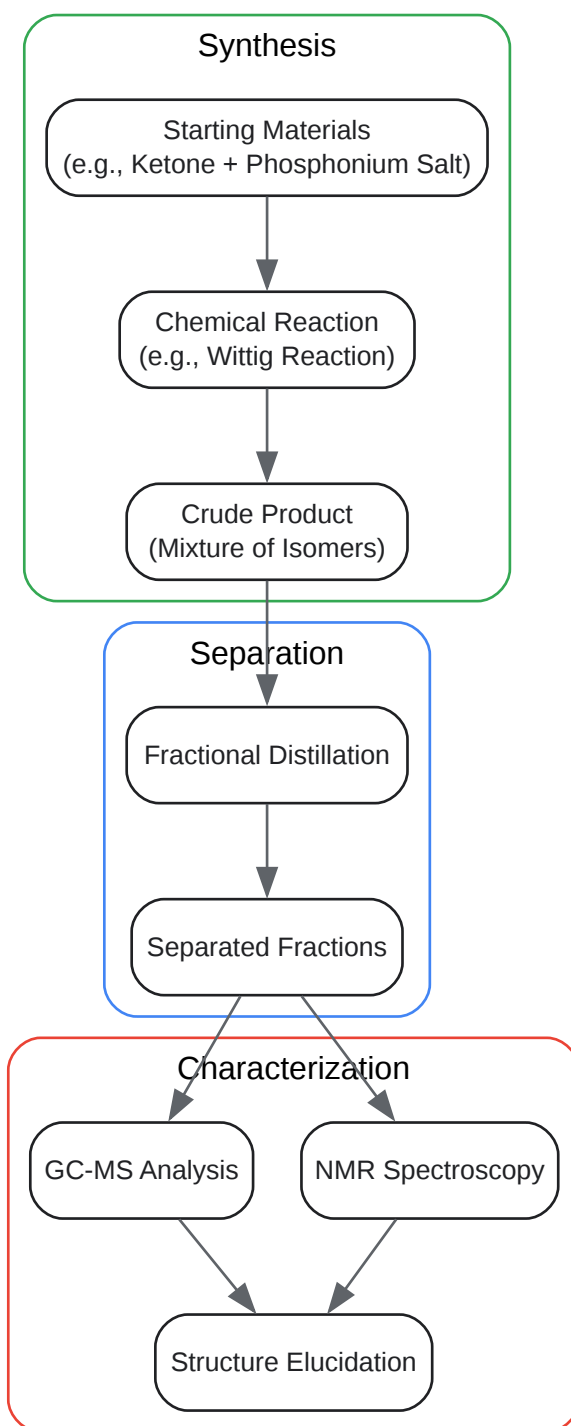 Synthesis
Starting Materials
(e.g., Ketone + Phosphonium Salt)
Chemical Reaction
(e.g., Wittig Reaction)
Crude Product
(Mixture of Isomers)
Separation
Fractional Distillation
Separated Fractions
Characterization
GC-MS Analysis
NMR Spectroscopy
Structure Elucidation